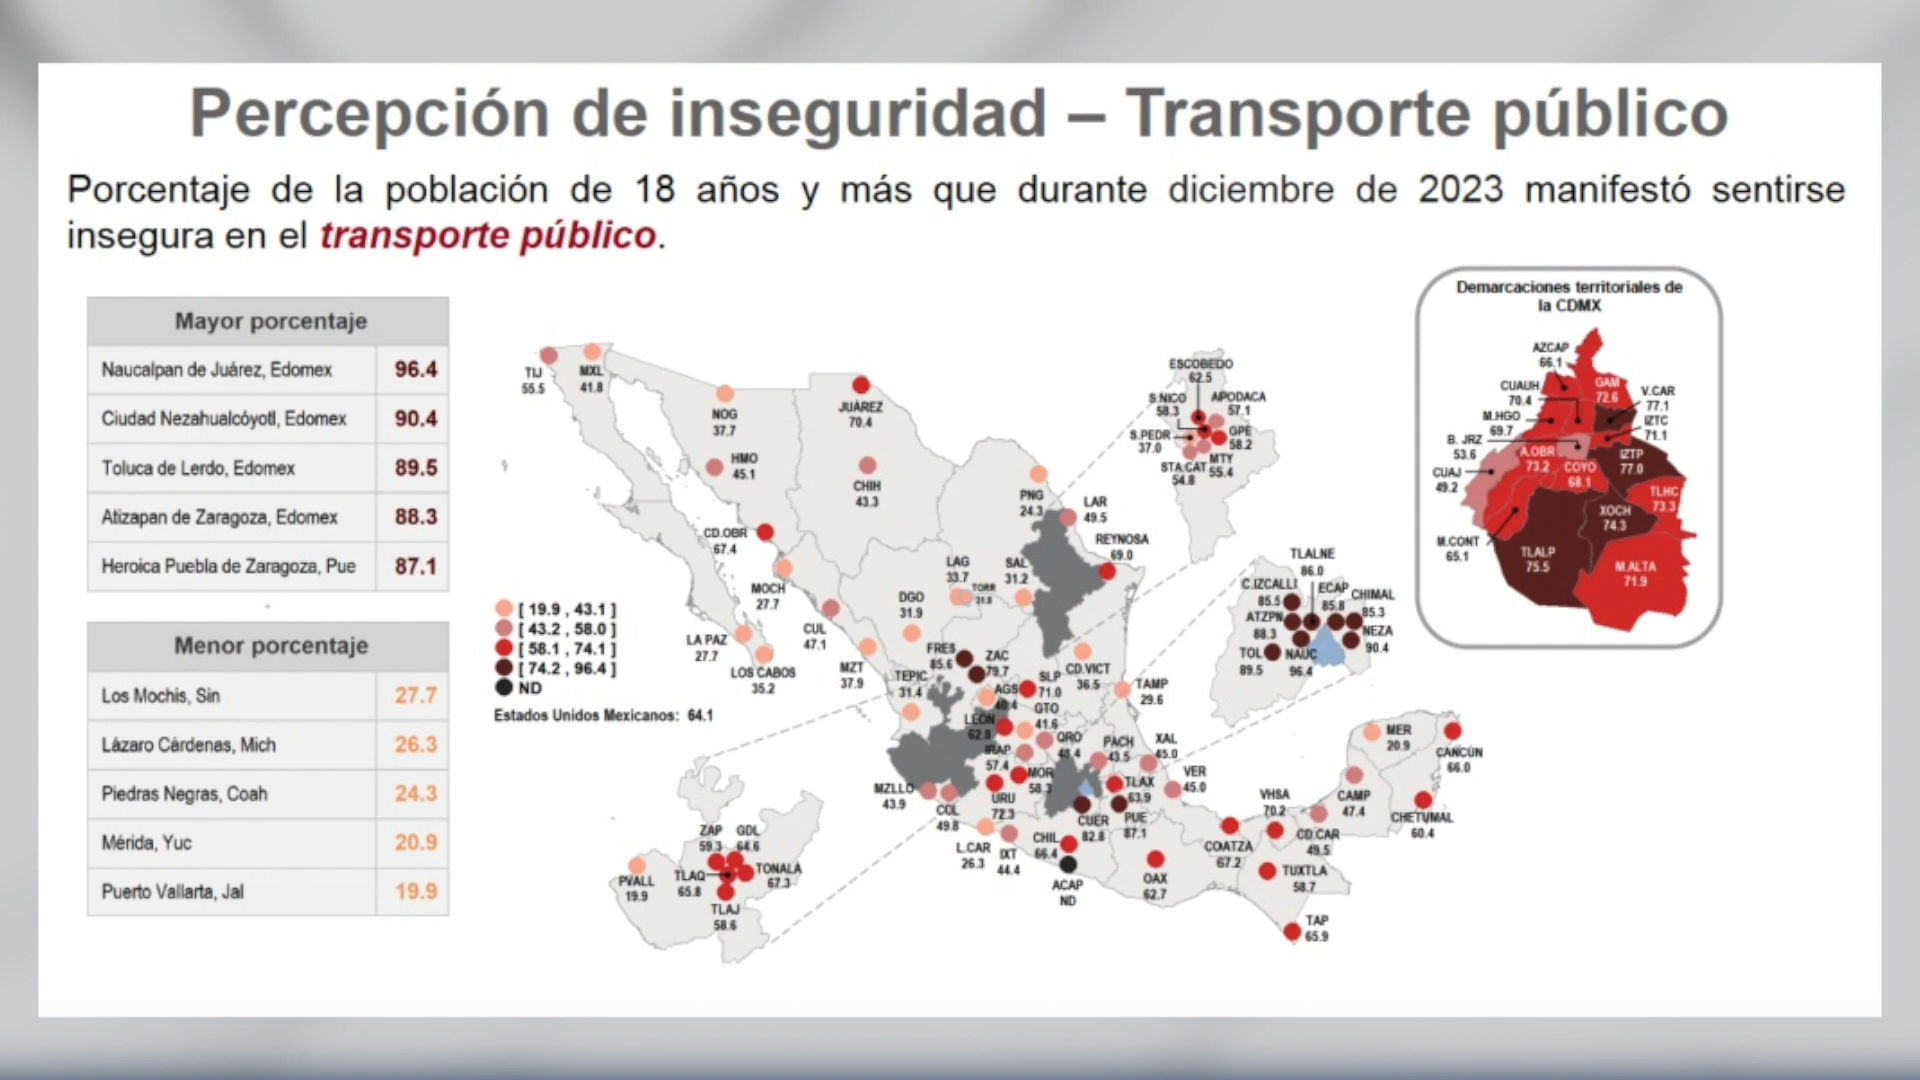 Percepción de inseguridad – Transporte público
Porcentaje de la población de 18 años y más que durante diciembre de 2023 manifestó sentirse
insegura en el transporte público.
Mayor porcentaje
Naucalpan de Juárez, Edomex 96.4
Ciudad Nezahualcóyotl, Edomex 90.4
Toluca de Lerdo, Edomex 89.5
Atizapan de Zaragoza, Edomex 88.3
Heroica Puebla de Zaragoza, Pue 87.1
Menor porcentaje
Los Mochis, Sin 27.7
Lázaro Cárdenas, Mich 26.3
Piedras Negras, Coah 24.3
Mérida, Yuc 20.9
Puerto Vallarta, Jal 19.9
[ 19.9 , 43.1 ]
[ 43.2 , 58.0 ]
[ 58.1 , 74.1 ]
[ 74.2 , 96.4 ]
ND
Estados Unidos Mexicanos: 64.1
TIJ
55.5
MXL
41.8
NOG
37.7
HMO
45.1
JUÁREZ
70.4
CHIH
43.3
CD.OBR
67.4
MOCH
27.7
CUL
47.1
LA PAZ
27.7
LOS CABOS
35.2
MZT
37.9
DGO
31.9
LAG
33.7
TORR
31.8
SAL
31.2
PNG
24.3
LAR
49.5
REYNOSA
69.0
FRES
85.6
ZAC
79.7
TEPIC
31.4
AGS
40.4
SLP
71.0
CD.VICT
36.5
TAMP
29.6
LEÓN
62.8
GTO
41.6
IRAP
57.4
QRO
48.4
PACH
43.5
XAL
45.0
VER
45.0
MZLLO
43.9
COL
49.8
URU
72.3
MOR
58.3
TLAX
63.9
CUER
82.8
PUE
87.1
L.CAR
26.3
IXT
44.4
CHIL
66.4
ACAP
ND
OAX
62.7
COATZA
67.2
VHSA
70.2
CD.CAR
49.5
TUXTLA
58.7
TAP
65.9
CAMP
47.4
MER
20.9
CANCÚN
66.0
CHETUMAL
60.4
ESCOBEDO
62.5
S.NICO
58.3
APODACA
57.1
S.PEDR
37.0
GPE
58.2
STA.CAT
54.8
MTY
55.4
TLALNE
86.0
C.IZCALLI
85.5
ECAP
85.8
CHIMAL
85.3
ATZPN
88.3
NEZA
90.4
TOL
89.5
NAUC
96.4
ZAP
59.3
GDL
64.6
PVALL
19.9
TLAQ
65.8
TONALA
67.3
TLAJ
58.6
Demarcaciones territoriales de
la CDMX
AZCAP
66.1
GAM
72.6
CUAUH
70.4
V.CAR
77.1
M.HGO
69.7
IZTC
71.1
B. JRZ
53.6
A.OBR
73.2
COYO
68.1
IZTP
77.0
CUAJ
49.2
TLHC
73.3
XOCH
74.3
M.CONT
65.1
TLALP
75.5
M.ALTA
71.9